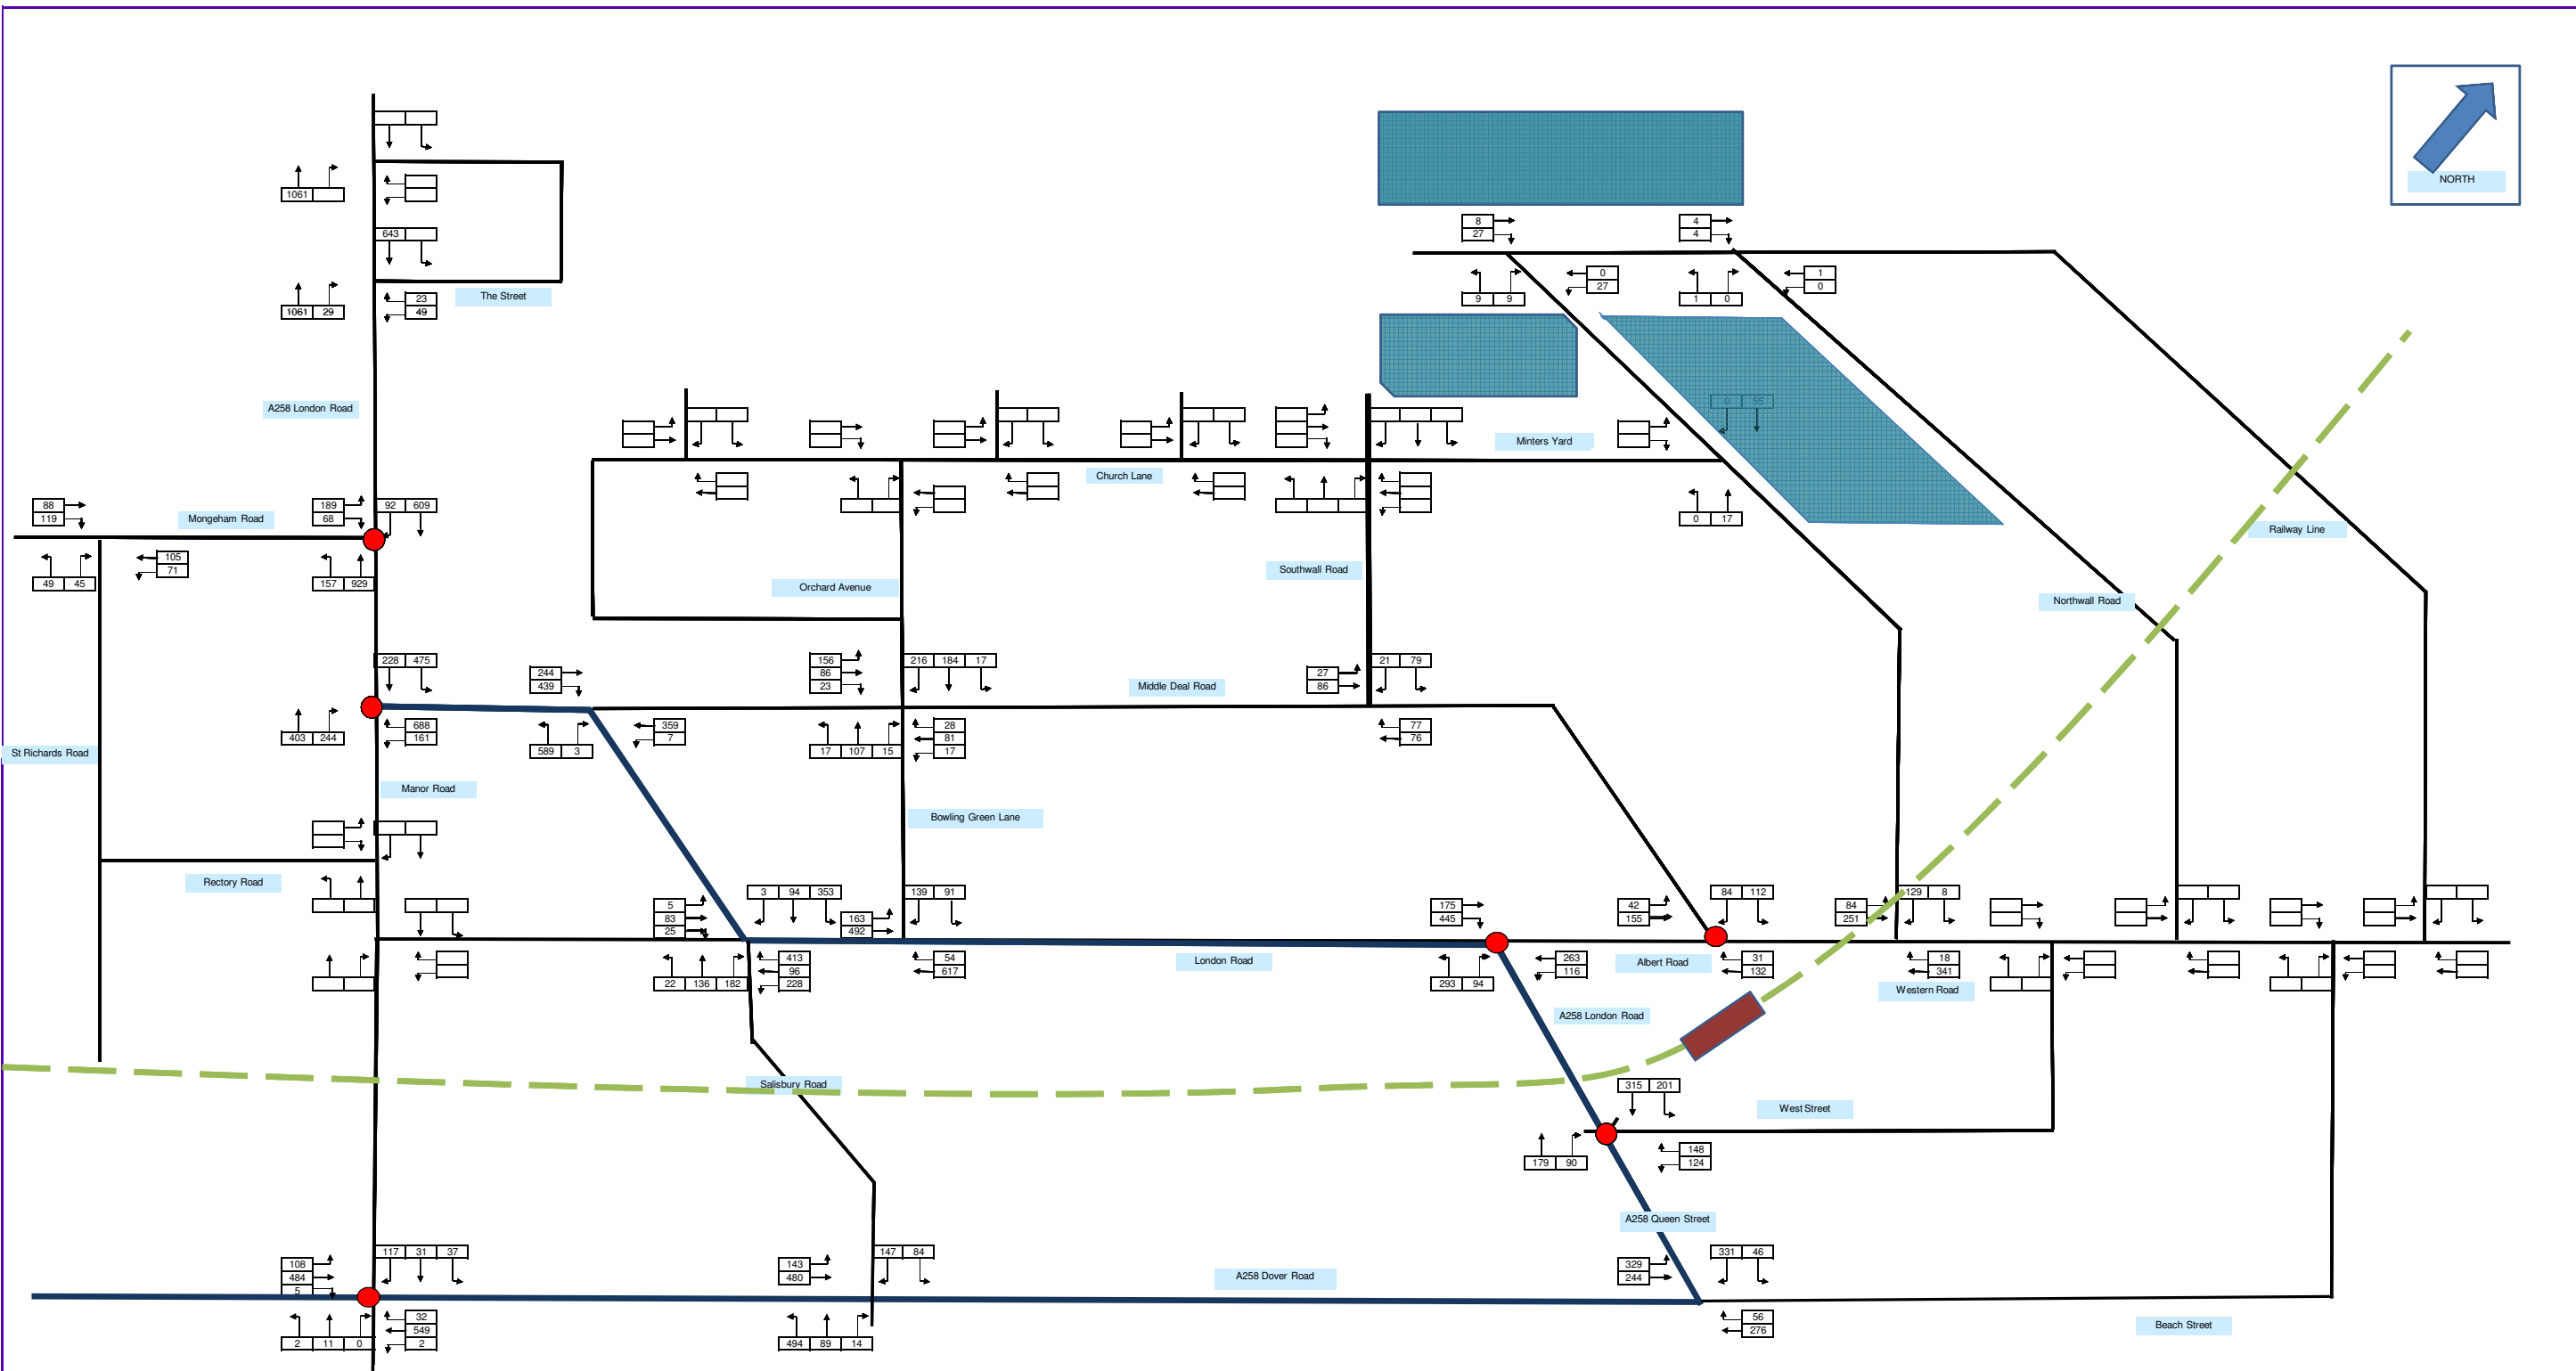 NORTH
1061
8
27
4
4
643
9 9
0
27
1 0
1
0
1061 29
23
49
The Street
A258 London Road
0 55
Minters Yard
Church Lane
88
119
Mongeham Road
189
68
92 609
0 17
Railway Line
105
71
49 45
157 929
Southwall Road
Orchard Avenue
Northwall Road
228 475
244
439
156
86
23
216 184 17
Middle Deal Road
27
86
21 79
403 244
688
161
589 3
359
7
17 107 15
28
81
17
77
76
St Richards Road
Manor Road
Bowling Green Lane
Rectory Road
5
83
25
3 94 353
163
492
139 91
175
445
42
155
84 112
84
251
129 8
22 136 182
413
96
228
54
617
London Road
293 94
263
116
Albert Road
31
132
18
341
Western Road
A258 London Road
Salisbury Road
315 201
West Street
179 90
148
124
A258 Queen Street
108
484
5
117 31 37
143
480
147 84
A258 Dover Road
329
244
331 46
2 11 0
32
549
2
494 89 14
56
276
Beach Street